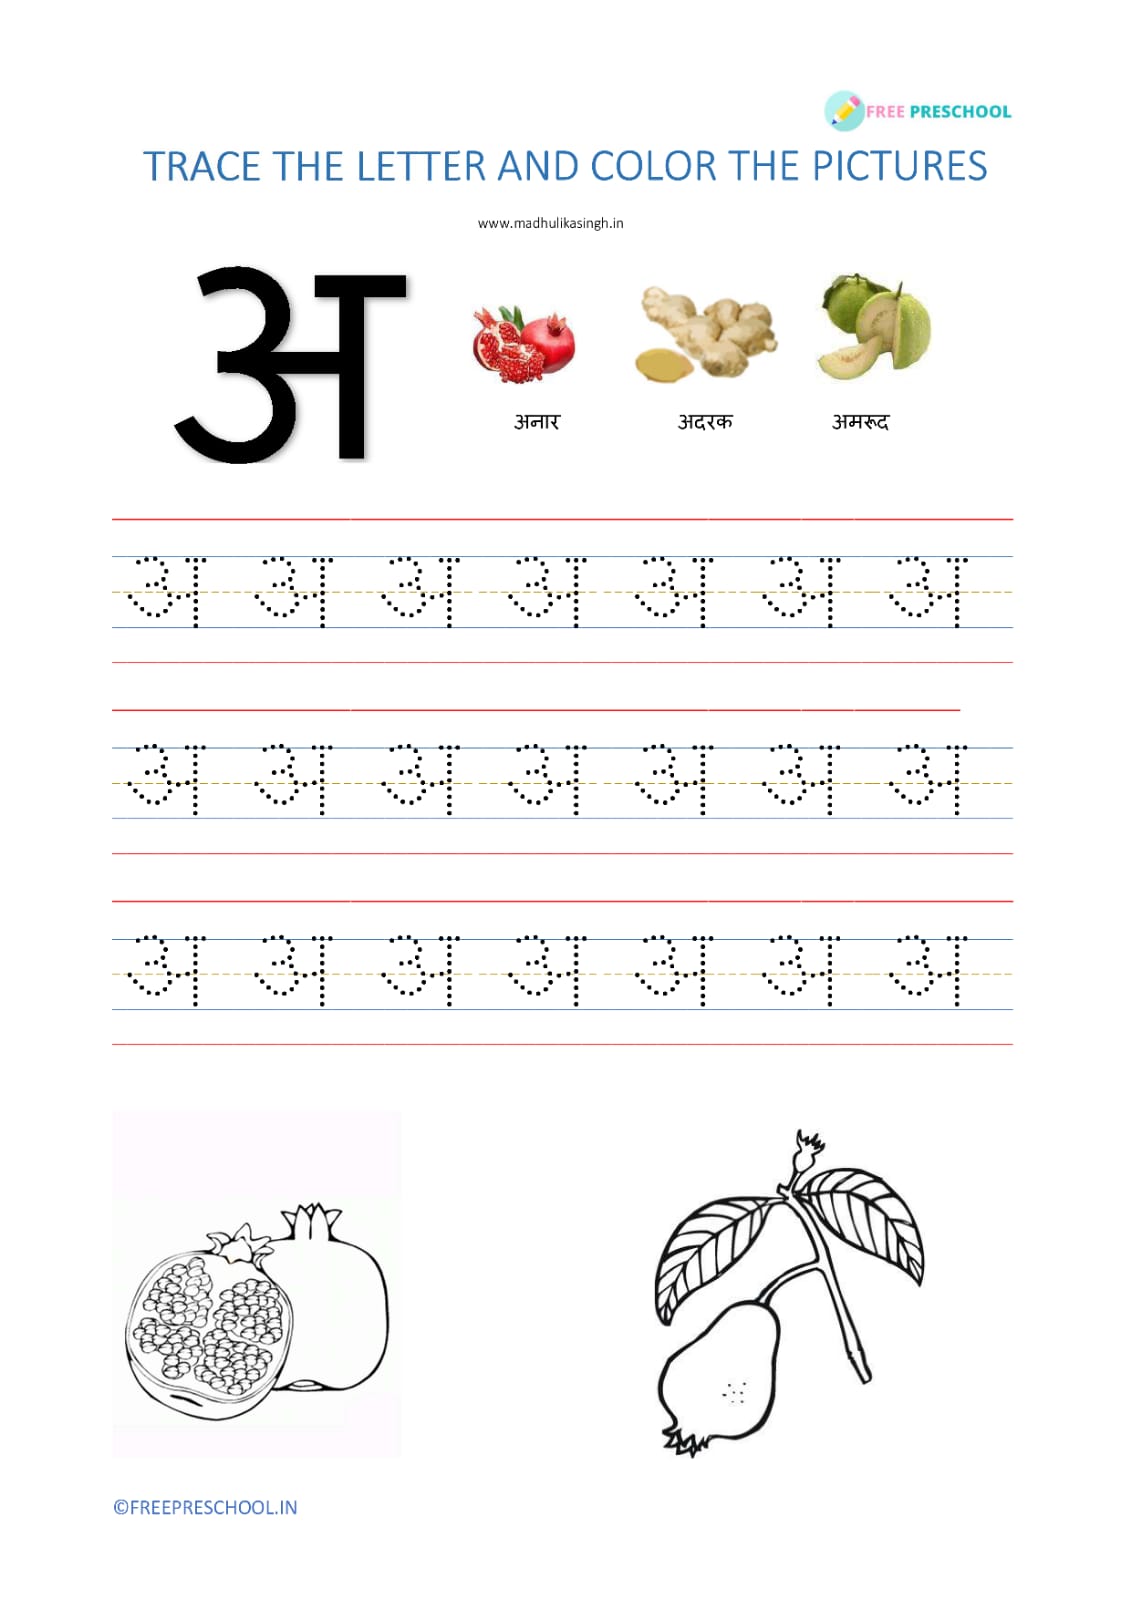 FREE PRESCHOOL
TRACE THE LETTER AND COLOR THE PICTURES
www.madhulikasingh.in
अ
अनार अदरक अमरूद
अ अ अ अ अ अ अ
अ अ अ अ अ अ अ
अ अ अ अ अ अ अ
©FREEPRESCHOOL.IN